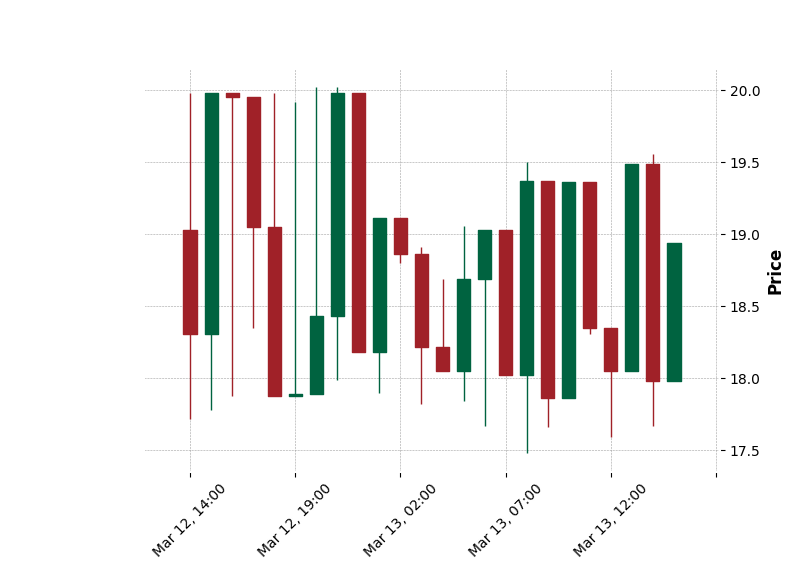 20.0
19.5
19.0
18.5
18.0
17.5
Price
Mar 12, 14:00
Mar 12, 19:00
Mar 13, 02:00
Mar 13, 07:00
Mar 13, 12:00